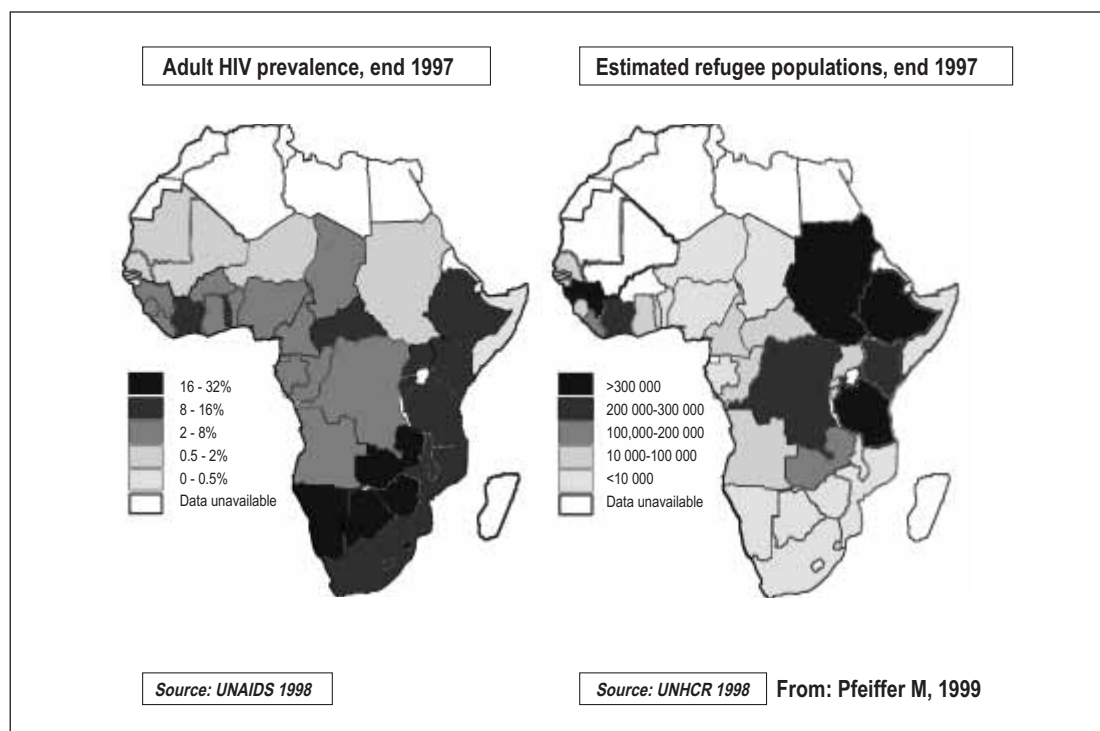 Adult HIV prevalence, end 1997
Estimated refugee populations, end 1997
16 - 32%
8 - 16%
2 - 8%
0.5 - 2%
0 - 0.5%
Data unavailable
>300 000
200 000-300 000
100,000-200 000
10 000-100 000
<10 000
Data unavailable
Source: UNAIDS 1998
Source: UNHCR 1998
From: Pfeiffer M, 1999